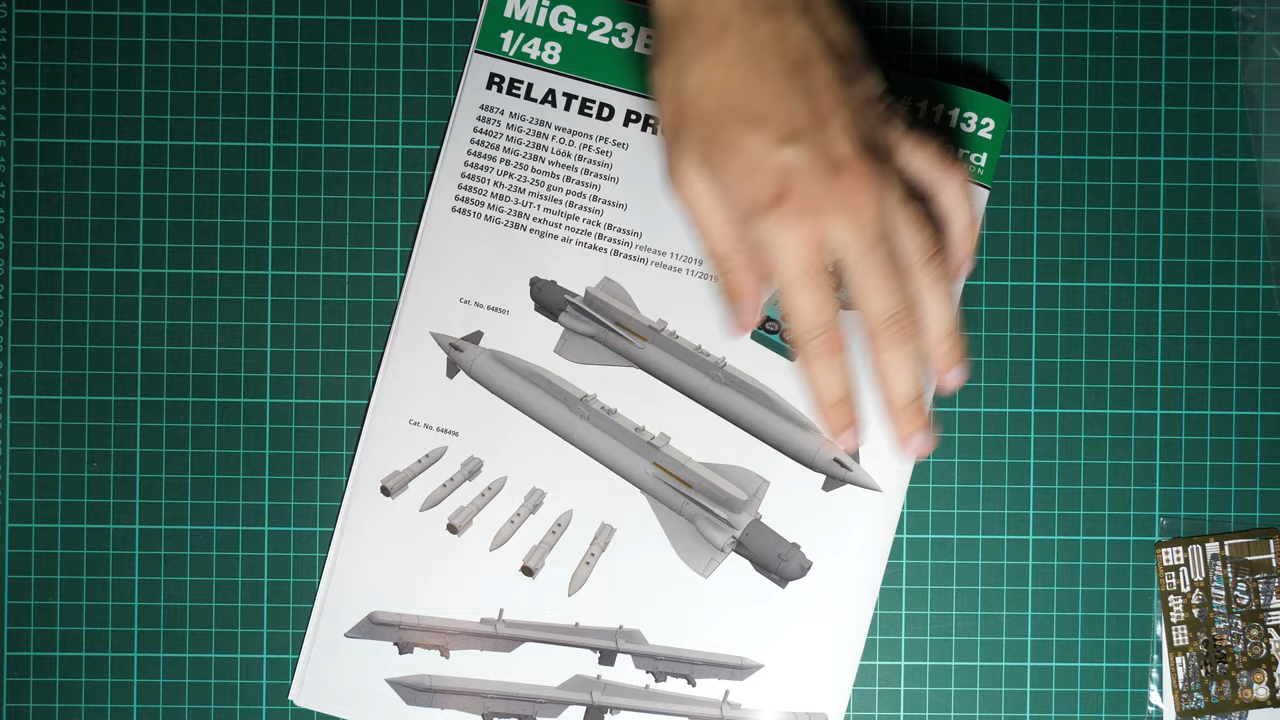 MiG-23B
1/48
#11132
RELATED PR
48874 MiG-23BN weapons (PE-Set)
48875 MiG-23BN F.O.D. (PE-Set)
644027 MiG-23BN Löök (Brassin)
648268 MiG-23BN wheels (Brassin)
648496 PB-250 bombs (Brassin)
648497 UPK-23-250 gun pods (Brassin)
648501 Kh-23M missiles (Brassin)
648502 MBD-3-UT-1 multiple rack (Brassin)
648509 MiG-23BN exhust nozzle (Brassin) release 11/2019
648510 MiG-23BN engine air intakes (Brassin) release 11/2019
Cat. No. 648501
Cat. No. 648496